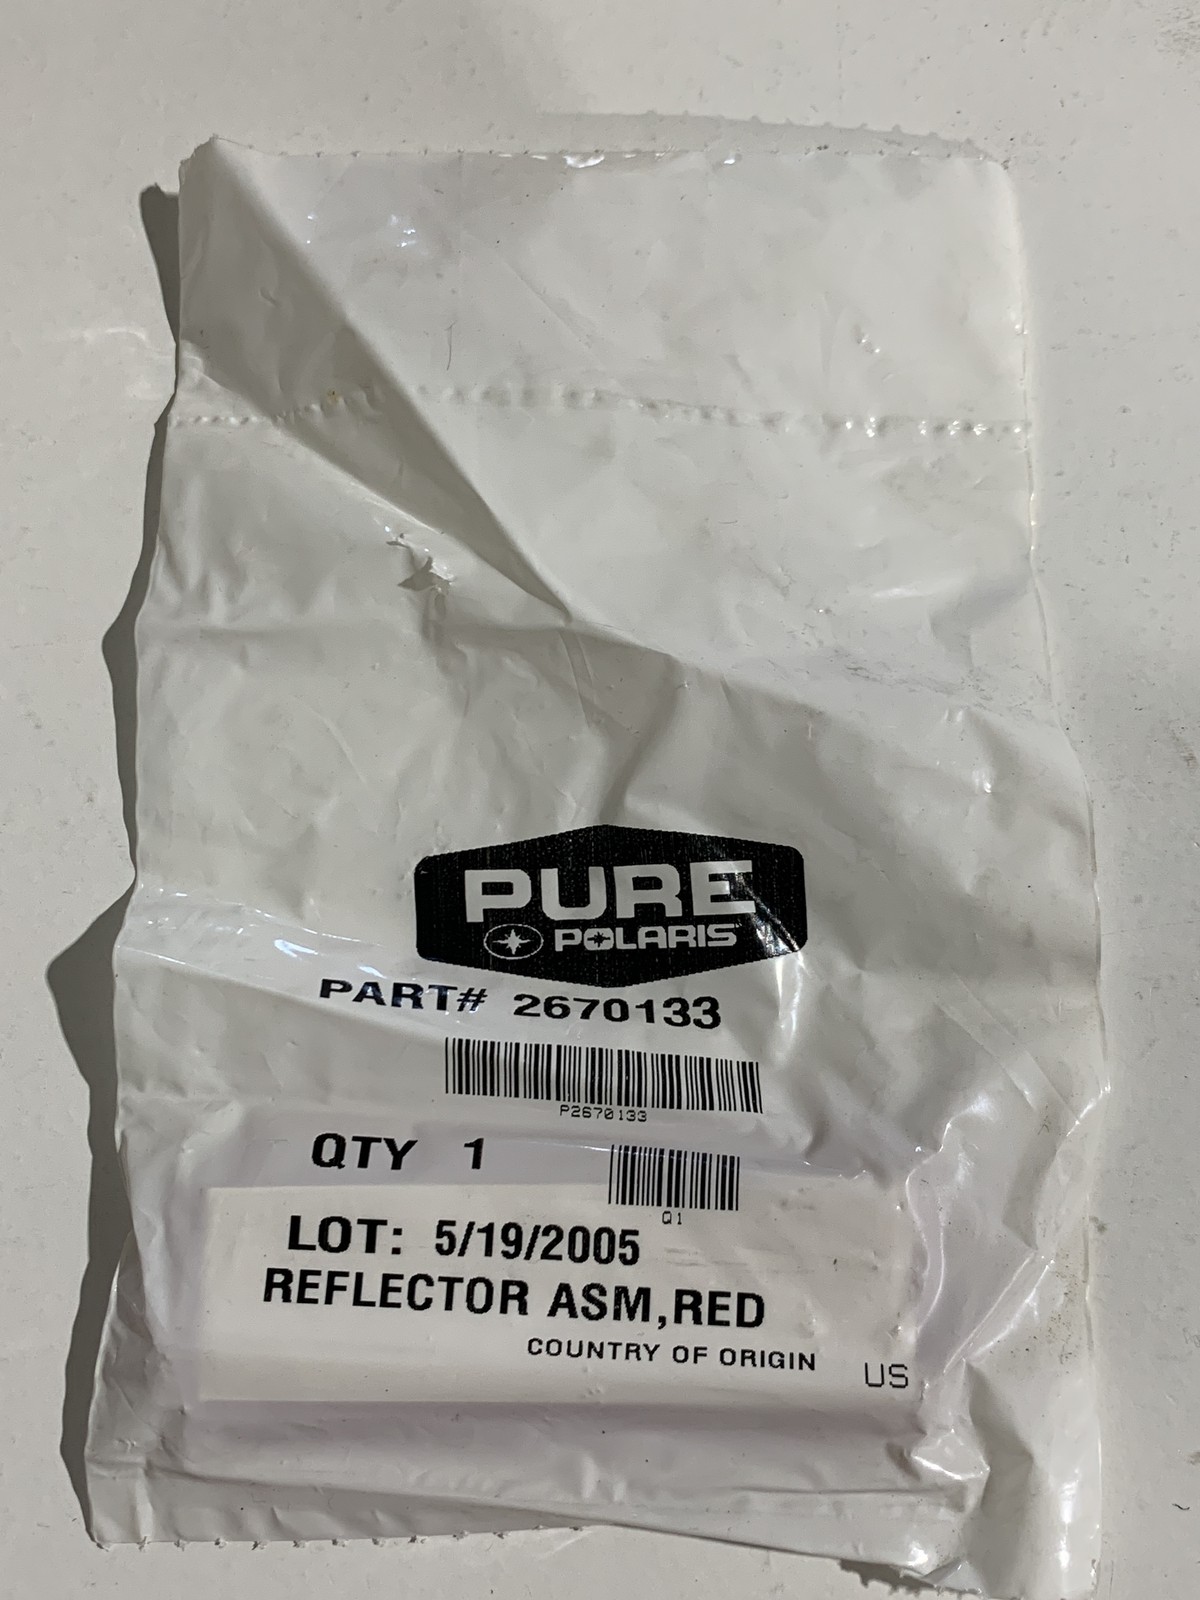 PURE
POLARIS
PART# 2670133
P2670133
QTY 1
Q1
LOT: 5/19/2005
REFLECTOR ASM,RED
COUNTRY OF ORIGIN US